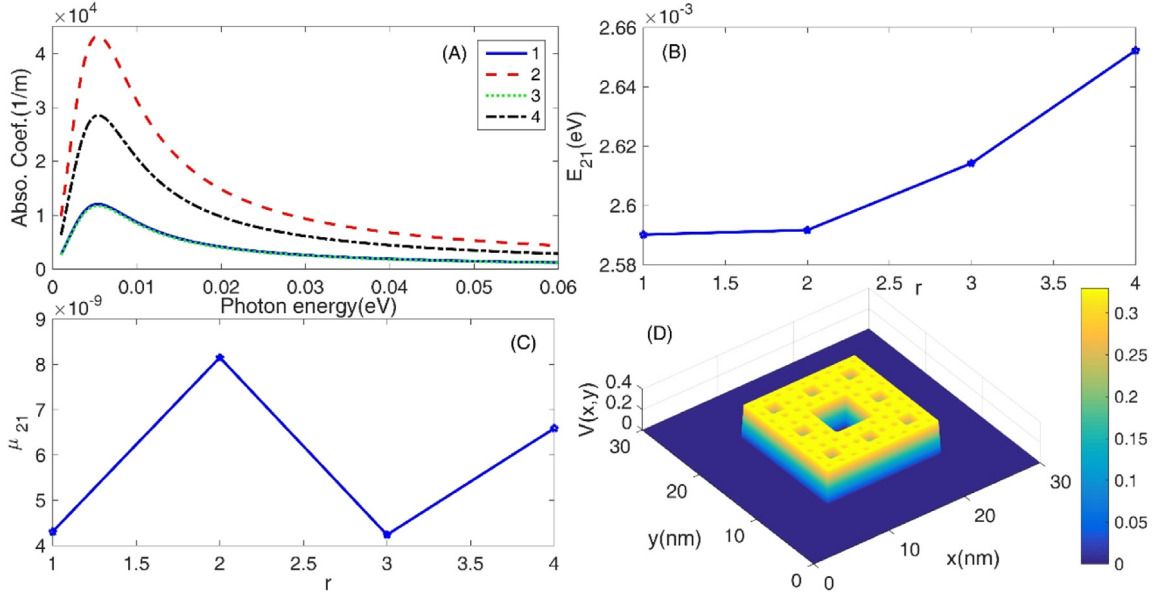 ×10⁴
(A)
Abso. Coef.(1/m)
4
3
2
1
0
1
2
3
4
0 0.01 0.02 0.03 0.04 0.05 0.06
Photon energy(eV)
×10⁻³
(B)
E₂₁(eV)
2.66
2.64
2.62
2.6
2.58
1 1.5 2 2.5 3 3.5 4
r
×10⁻⁹
(C)
μ ₂₁
9
8
7
6
5
4
1 1.5 2 2.5 3 3.5 4
r
(D)
V(x,y)
0.4
0.2
0
30
20
10
0
y(nm)
0
10
20
30
x(nm)
0.3
0.25
0.2
0.15
0.1
0.05
0